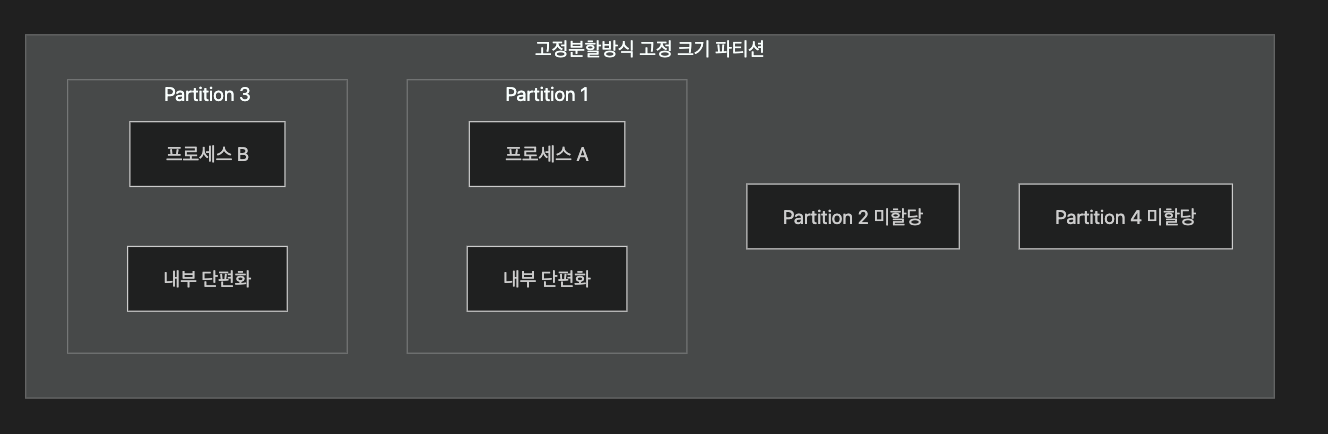 고정분할방식 고정 크기 파티션
Partition 3
프로세스 B
내부 단편화
Partition 1
프로세스 A
내부 단편화
Partition 2 미할당
Partition 4 미할당